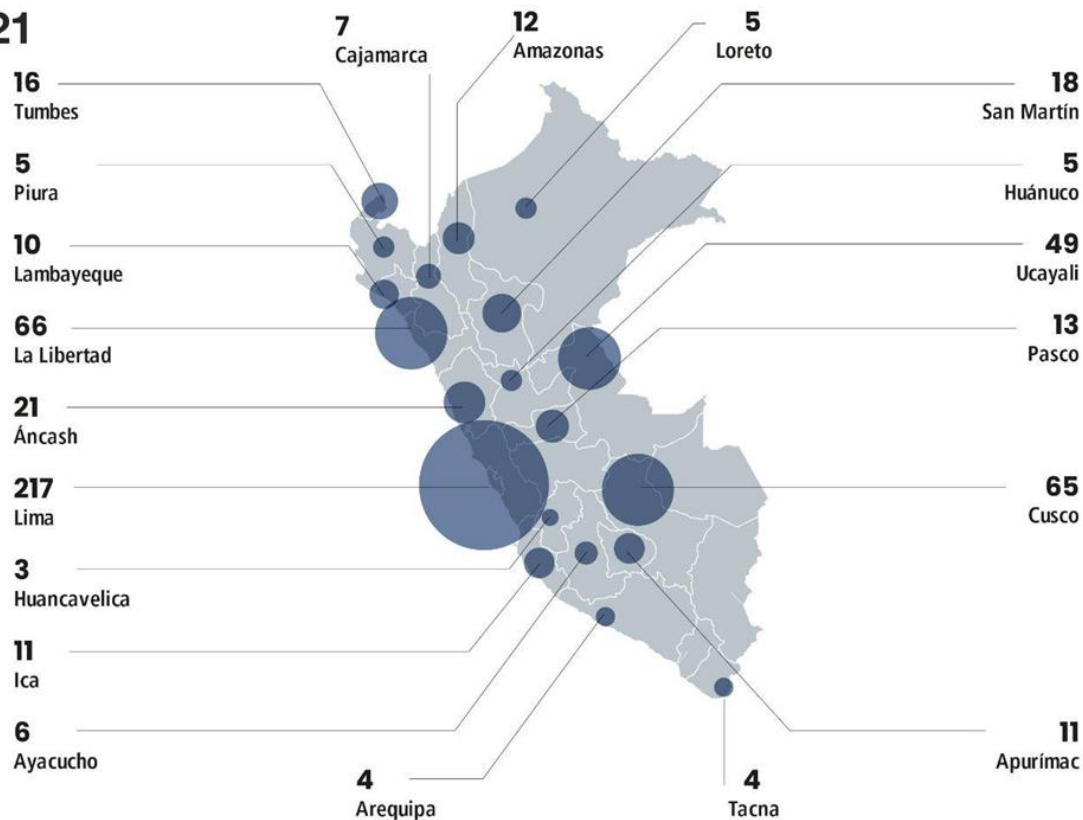 21
7
Cajamarca
12
Amazonas
5
Loreto
16
Tumbes
18
San Martín
5
Piura
5
Huánuco
10
Lambayeque
49
Ucayali
66
La Libertad
13
Pasco
21
Áncash
217
Lima
65
Cusco
3
Huancavelica
11
Ica
6
Ayacucho
11
Apurímac
4
Arequipa
4
Tacna